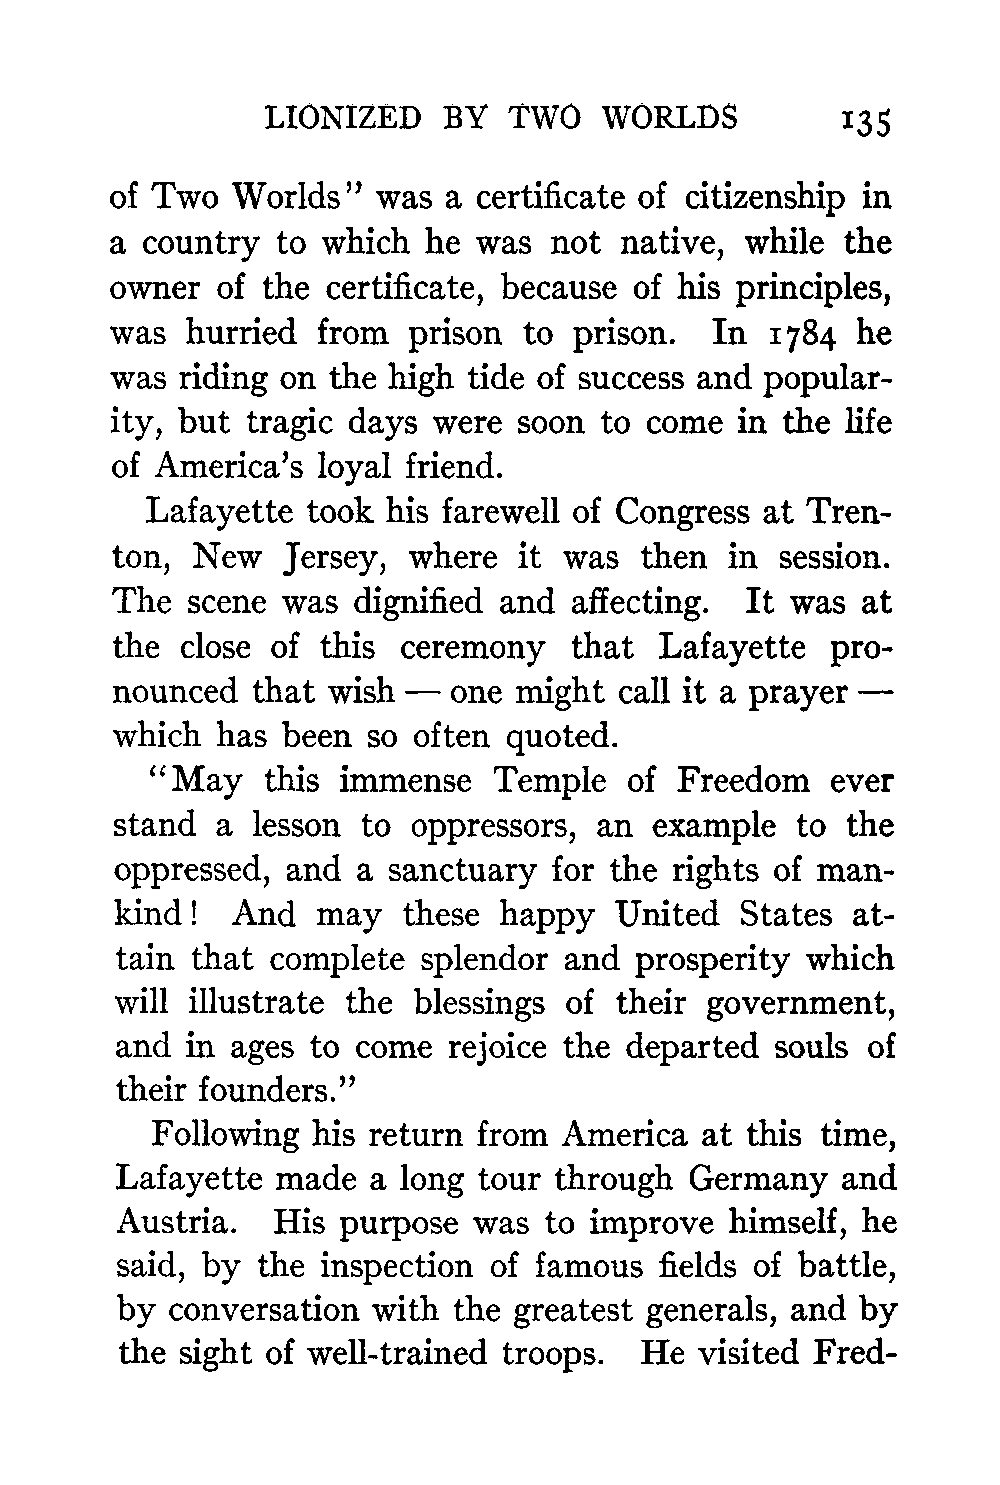 LIONIZED BY TWO WORLDS 135
of Two Worlds" was a certificate of citizenship in
a country to which he was not native, while the
owner of the certificate, because of his principles,
was hurried from prison to prison. In 1784 he
was riding on the high tide of success and popular-
ity, but tragic days were soon to come in the life
of America's loyal friend.
Lafayette took his farewell of Congress at Tren-
ton, New Jersey, where it was then in session.
The scene was dignified and affecting. It was at
the close of this ceremony that Lafayette pro-
nounced that wish — one might call it a prayer —
which has been so often quoted.
"May this immense Temple of Freedom ever
stand a lesson to oppressors, an example to the
oppressed, and a sanctuary for the rights of man-
kind! And may these happy United States at-
tain that complete splendor and prosperity which
will illustrate the blessings of their government,
and in ages to come rejoice the departed souls of
their founders."
Following his return from America at this time,
Lafayette made a long tour through Germany and
Austria. His purpose was to improve himself, he
said, by the inspection of famous fields of battle,
by conversation with the greatest generals, and by
the sight of well-trained troops. He visited Fred-